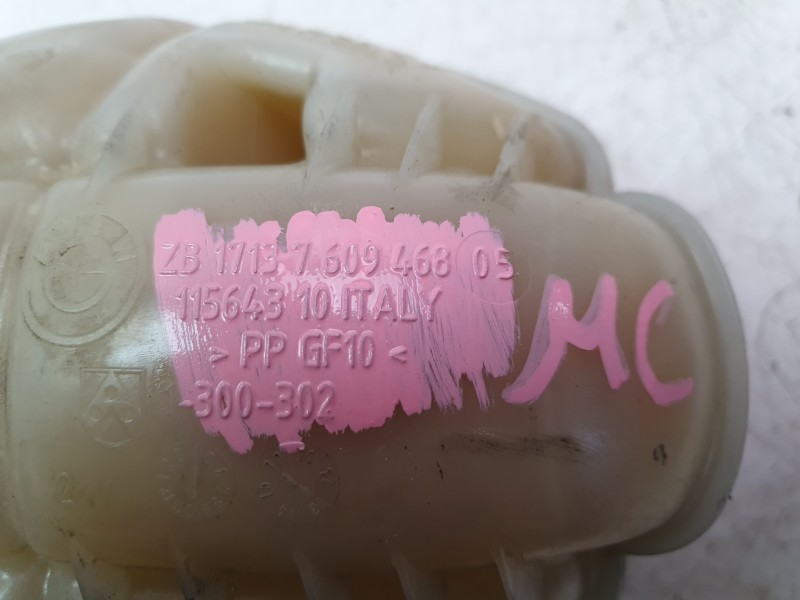 ZB 1713 7 609 468 05
115643 10 ITALY
> PP GF10 <
-300-302
MC